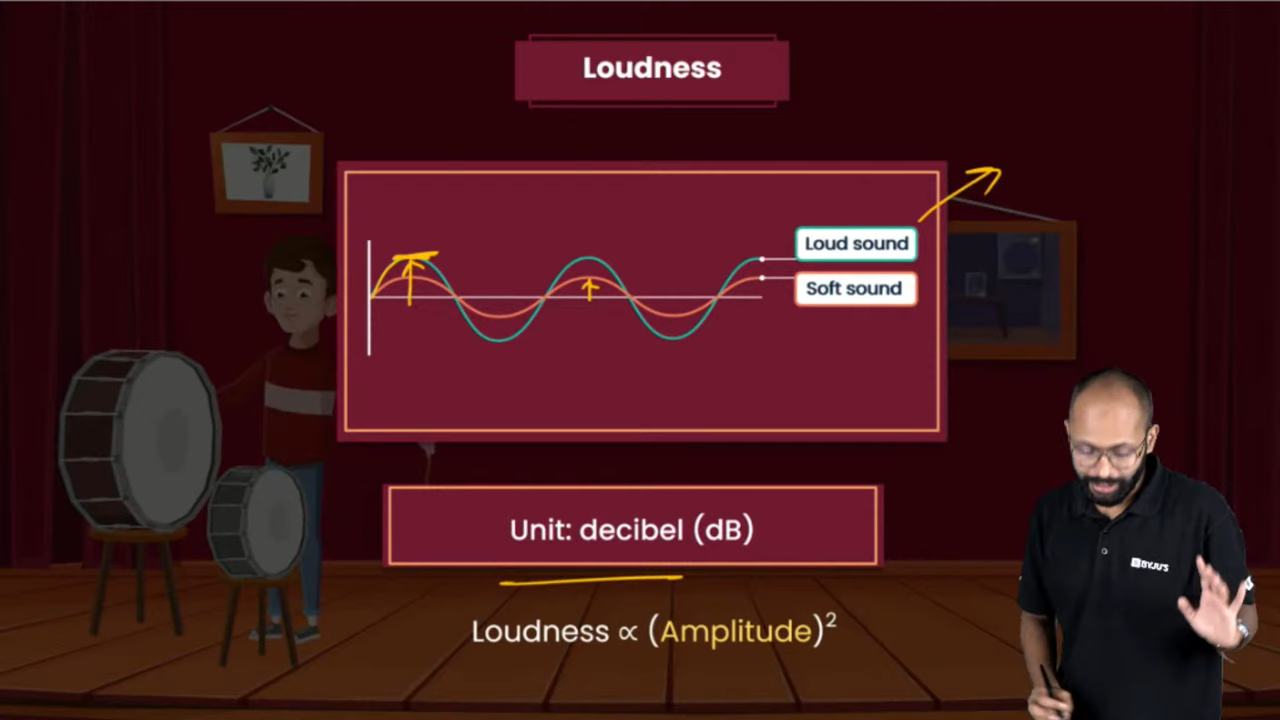 Loudness
Loud sound
Soft sound
Unit: decibel (dB)
Loudness ∝ (Amplitude)²
BYJU'S